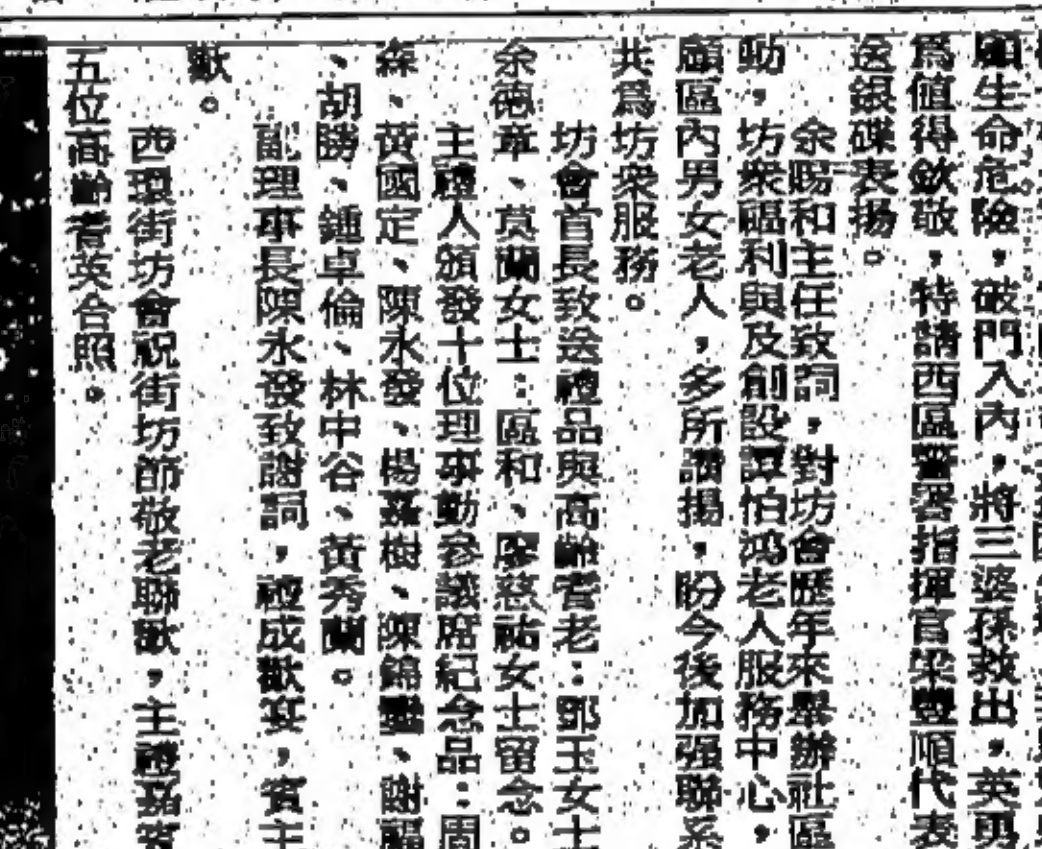 顧生命危險，破門入內，將三婆孫救出，英勇
爲值得欽敬，特請西區警署指揮官梁豐順代表
送銀碟表揚。
余暘和主任致詞，對坊會歷年來舉辦社區
動，坊衆福利與及創設譚怡鴻老人服務中心，
顧區內男女老人，多所讚揚，盼今後加强聯系
共爲坊衆服務。
坊會首長致送禮品與高齡耆老：鄧玉女士
余德章、莫蘭女士：區和、廖慈祐女士留念。
主禮人頒發十位理事勤參議席紀念品：周
森、黃國定、陳永發、楊嘉樹、陳錦、謝福
、胡勝、鍾卓倫、林中谷、黃秀蘭。
副理事長陳永發致謝詞，禮成歡宴，賓主
歡。
西環街坊會祝街坊節敬老聯歡，主禮嘉賓
五位高齡耆英合照。